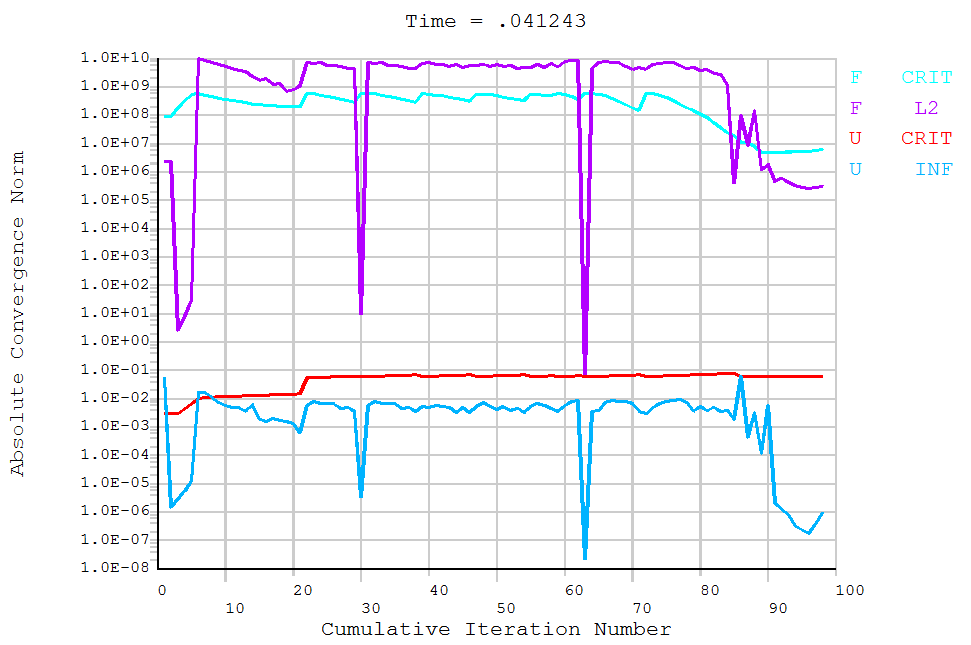 Time = .041243
1.0E+10
1.0E+09
1.0E+08
1.0E+07
1.0E+06
1.0E+05
1.0E+04
1.0E+03
1.0E+02
1.0E+01
1.0E+00
1.0E-01
1.0E-02
1.0E-03
1.0E-04
1.0E-05
1.0E-06
1.0E-07
1.0E-08
Absolute Convergence Norm
F CRIT
F L2
U CRIT
U INF
0 20 40 60 80 100
10 30 50 70 90
Cumulative Iteration Number